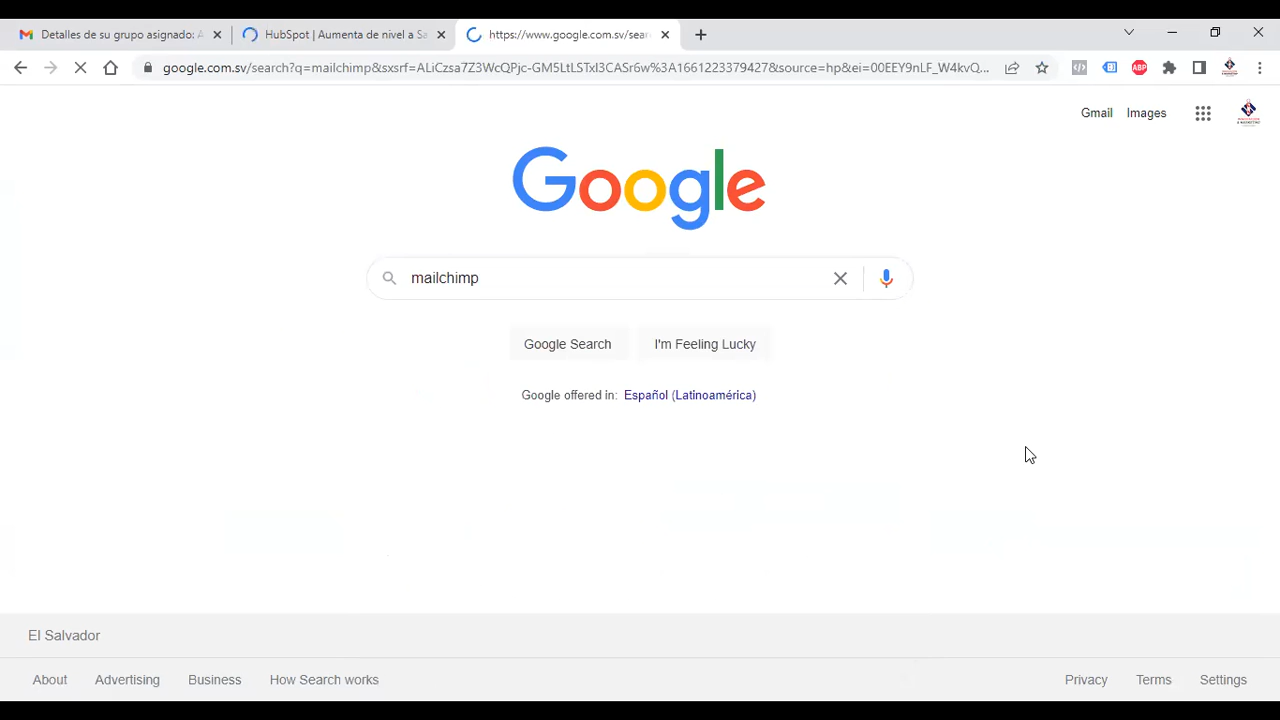 Detalles de su grupo asignado: A
HubSpot | Aumenta de nivel a Sa
https://www.google.com.sv/sear
google.com.sv/search?q=mailchimp&sxsrf=ALiCzsa7Z3WcQPjc-GM5LtLSTxI3CASr6w%3A1661223379427&source=hp&ei=00EEY9nLF_W4kvQ...
ABP
Gmail Images
Google
mailchimp
Google Search I'm Feeling Lucky
Google offered in: Español (Latinoamérica)
El Salvador
About Advertising Business How Search works Privacy Terms Settings